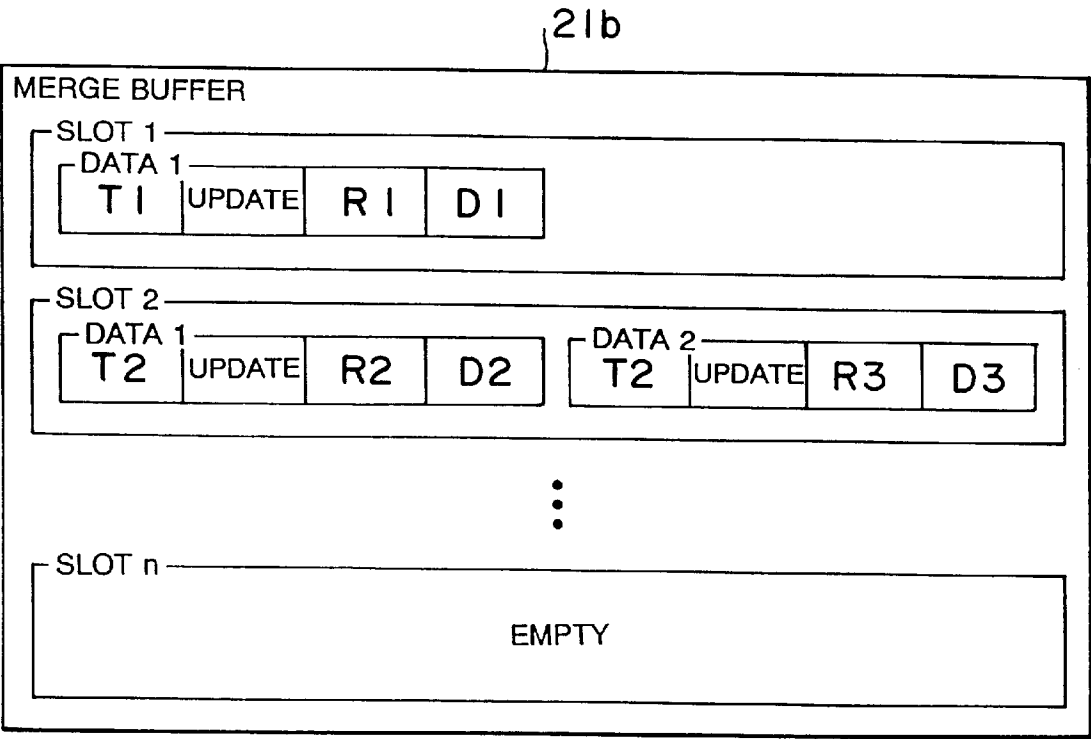 21b
MERGE BUFFER
SLOT 1
DATA 1
T1 UPDATE R1 D1
SLOT 2
DATA 1 DATA 2
T2 UPDATE R2 D2 T2 UPDATE R3 D3
SLOT n
EMPTY